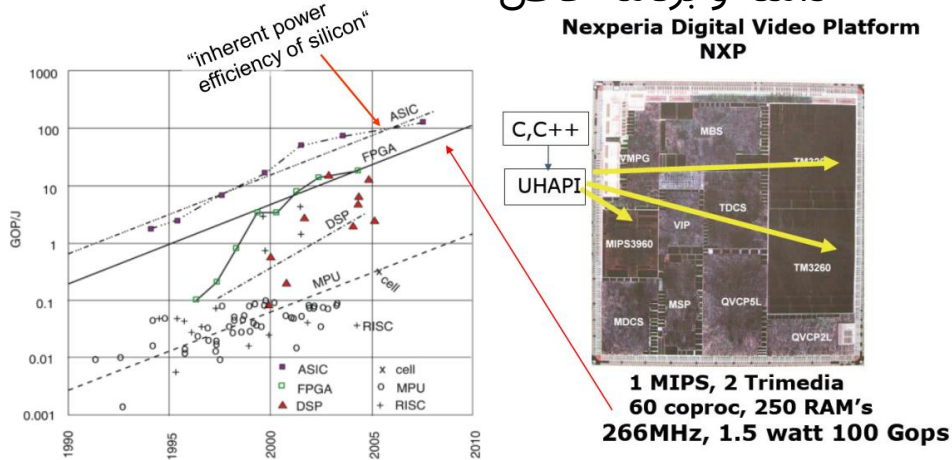 Nexperia Digital Video Platform
NXP
"inherent power
efficiency of silicon"
1000
100
10
1
0.1
0.01
0.001
GOP/J
1990
1995
2000
2005
2010
ASIC
FPGA
DSP
MPU
cell
RISC
ASIC
FPGA
DSP
cell
MPU
RISC
C,C++
UHAPI
VMPG
MBS
VIP
TDCS
MIPS3960
TM3260
MDCS
MSP
QVCP5L
QVCP2L
1 MIPS, 2 Trimedia
60 coproc, 250 RAM's
266MHz, 1.5 watt 100 Gops